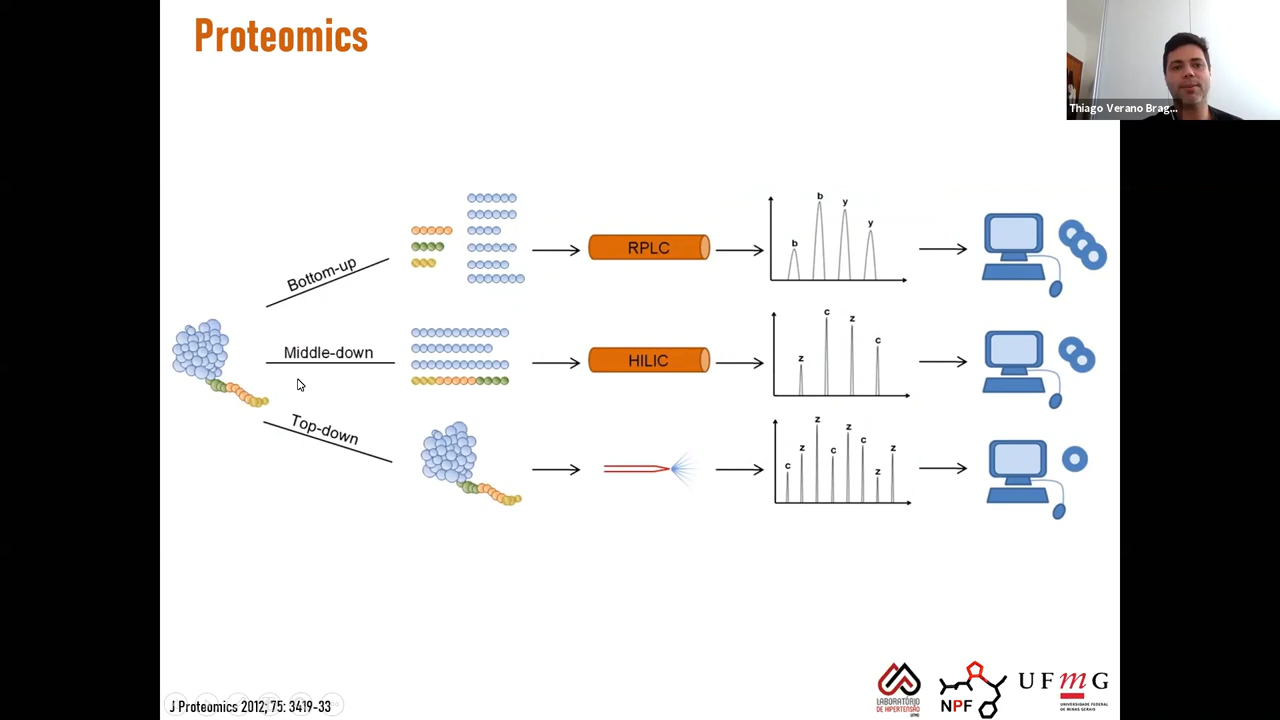 Proteomics
Thiago Verano Brag...
Bottom-up
RPLC
b
b
y
y
Middle-down
HILIC
z
c
z
c
Top-down
c
z
z
c
z
c
z
z
J Proteomics 2012; 75: 3419-33
LABORATÓRIO
DE HIPERTENSÃO
UFMG
NPF
UFmG
UNIVERSIDADE FEDERAL
DE MINAS GERAIS